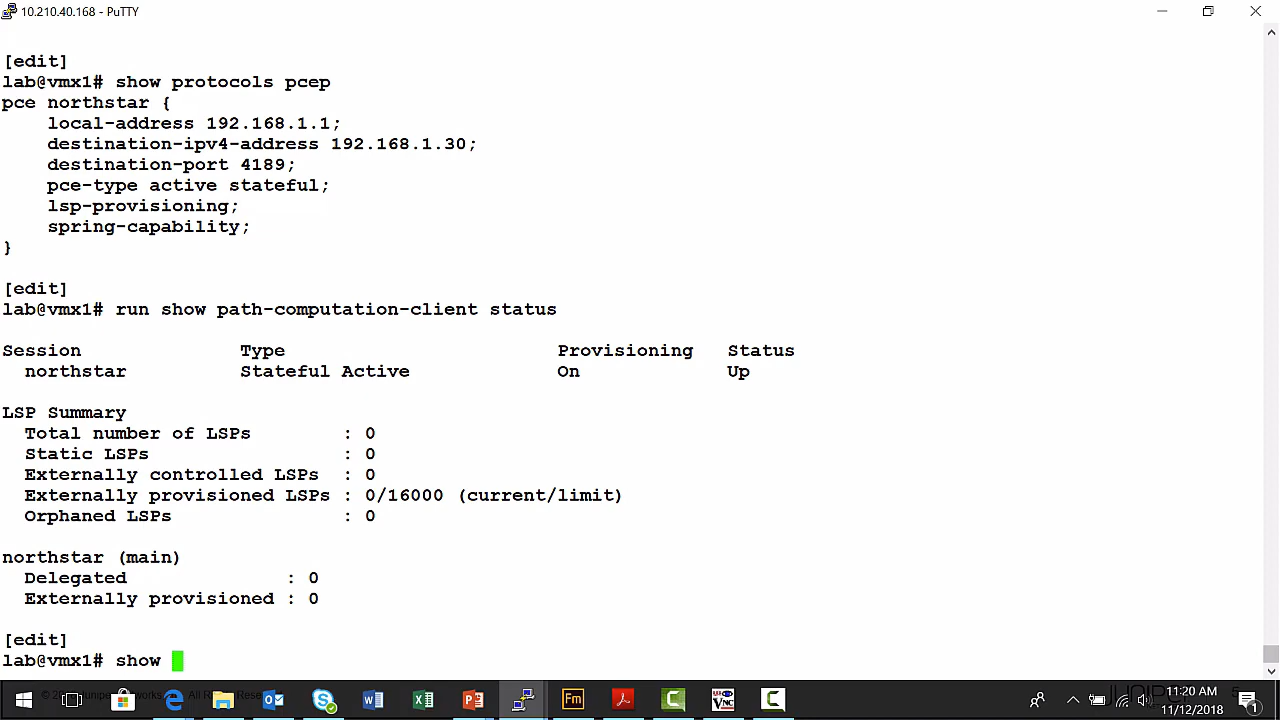 10.210.40.168 - PuTTY
[edit]
lab@vmx1# show protocols pcep
pce northstar {
    local-address 192.168.1.1;
    destination-ipv4-address 192.168.1.30;
    destination-port 4189;
    pce-type active stateful;
    lsp-provisioning;
    spring-capability;
}
[edit]
lab@vmx1# run show path-computation-client status
Session              Type                        Provisioning   Status
  northstar          Stateful Active             On             Up
LSP Summary
  Total number of LSPs        : 0
  Static LSPs                 : 0
  Externally controlled LSPs  : 0
  Externally provisioned LSPs : 0/16000 (current/limit)
  Orphaned LSPs               : 0
northstar (main)
  Delegated              : 0
  Externally provisioned : 0
[edit]
lab@vmx1# show
11:20 AM
11/12/2018